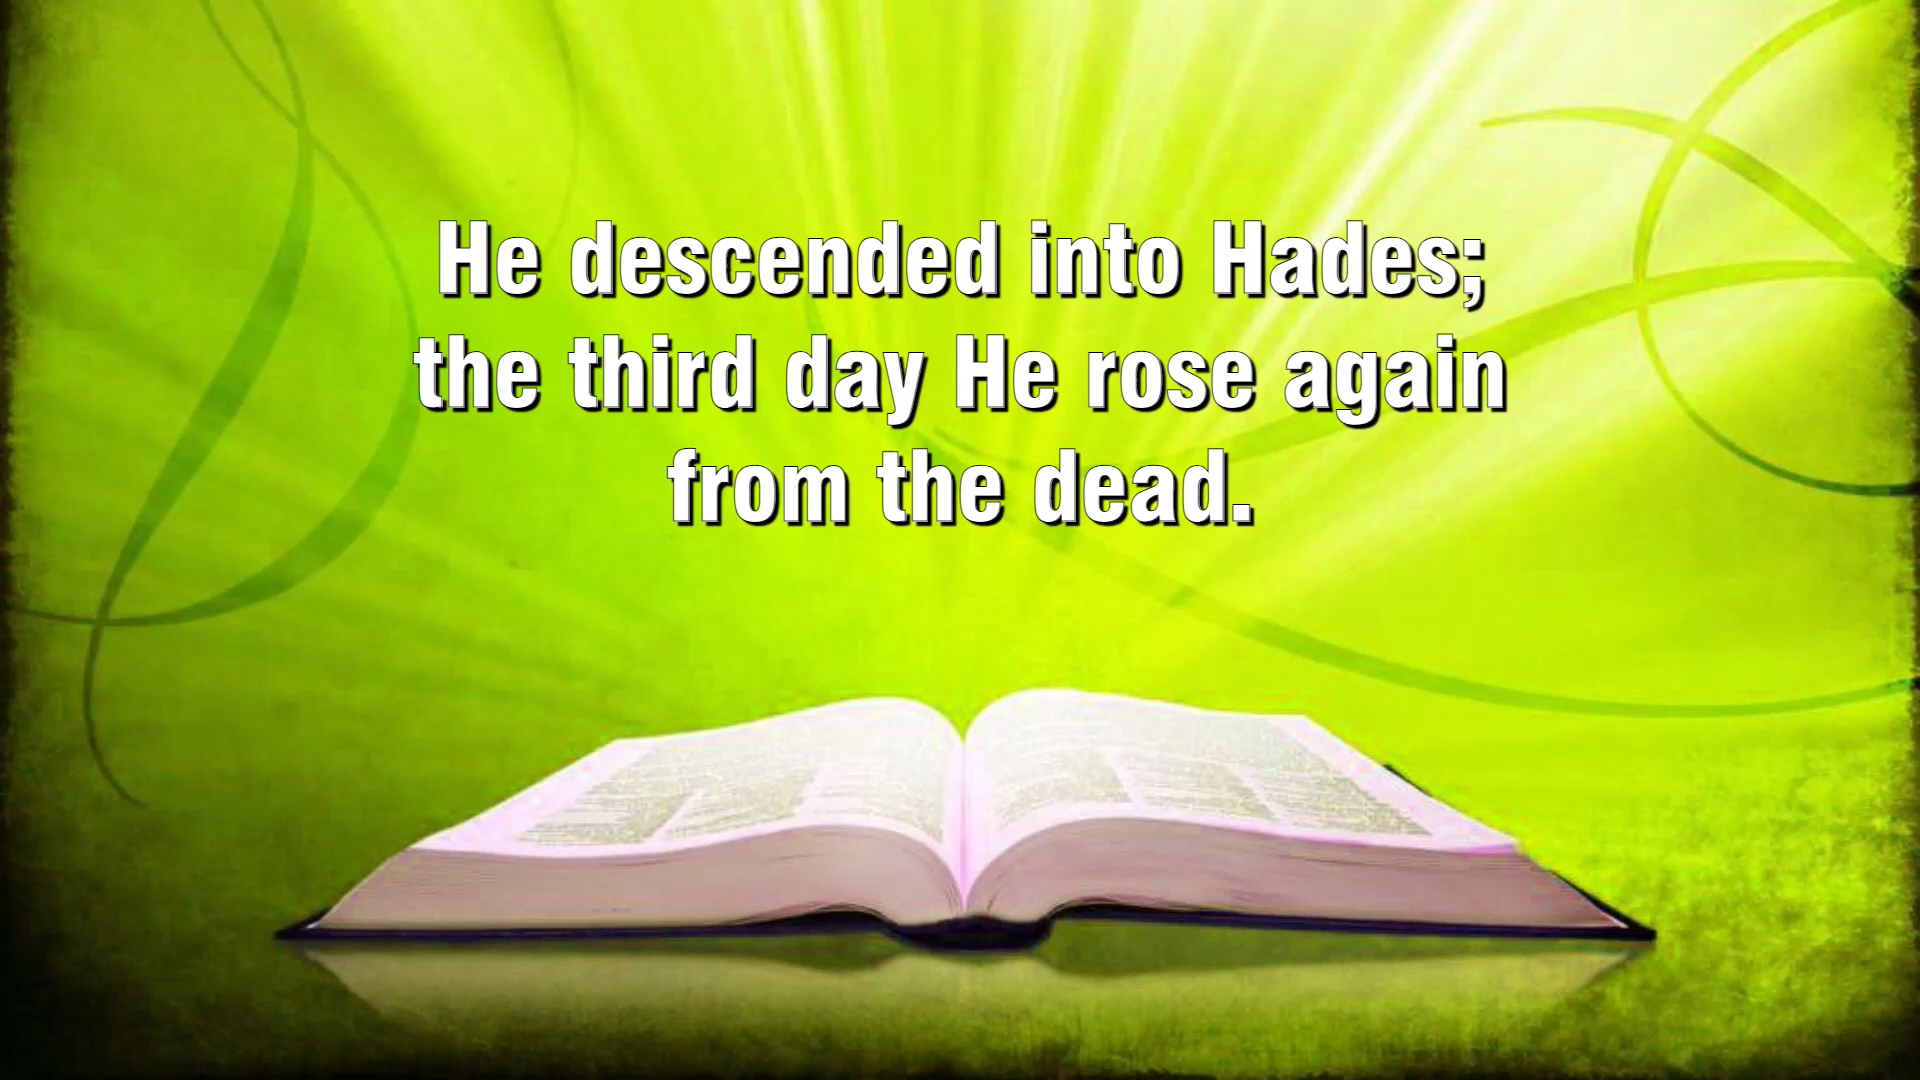 He descended into Hades;
the third day He rose again
from the dead.